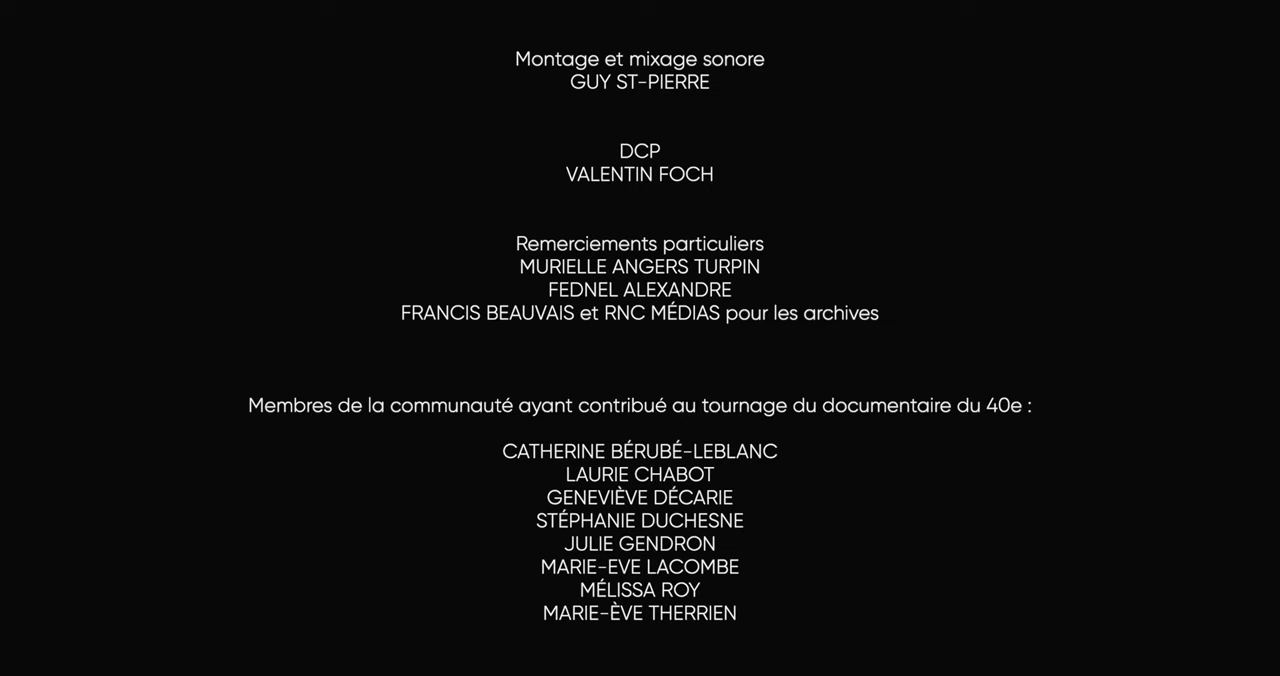 Montage et mixage sonore
GUY ST-PIERRE
DCP
VALENTIN FOCH
Remerciements particuliers
MURIELLE ANGERS TURPIN
FEDNEL ALEXANDRE
FRANCIS BEAUVAIS et RNC MÉDIAS pour les archives
Membres de la communauté ayant contribué au tournage du documentaire du 40e :
CATHERINE BÉRUBÉ-LEBLANC
LAURIE CHABOT
GENEVIÈVE DÉCARIE
STÉPHANIE DUCHESNE
JULIE GENDRON
MARIE-EVE LACOMBE
MÉLISSA ROY
MARIE-ÈVE THERRIEN